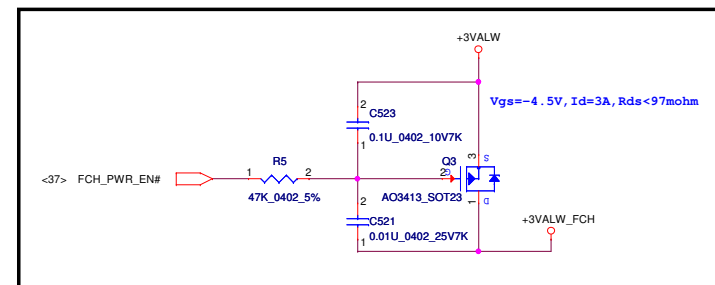 +3VALW
Vgs=-4.5V,Id=3A,Rds<97mohm
2
C523
0.1U_0402_10V7K
1
<37> FCH_PWR_EN#
1 R5 2
47K_0402_5%
Q3
3 S
2 G
AO3413_SOT23
1 D
2
C521
0.01U_0402_25V7K
1
+3VALW_FCH